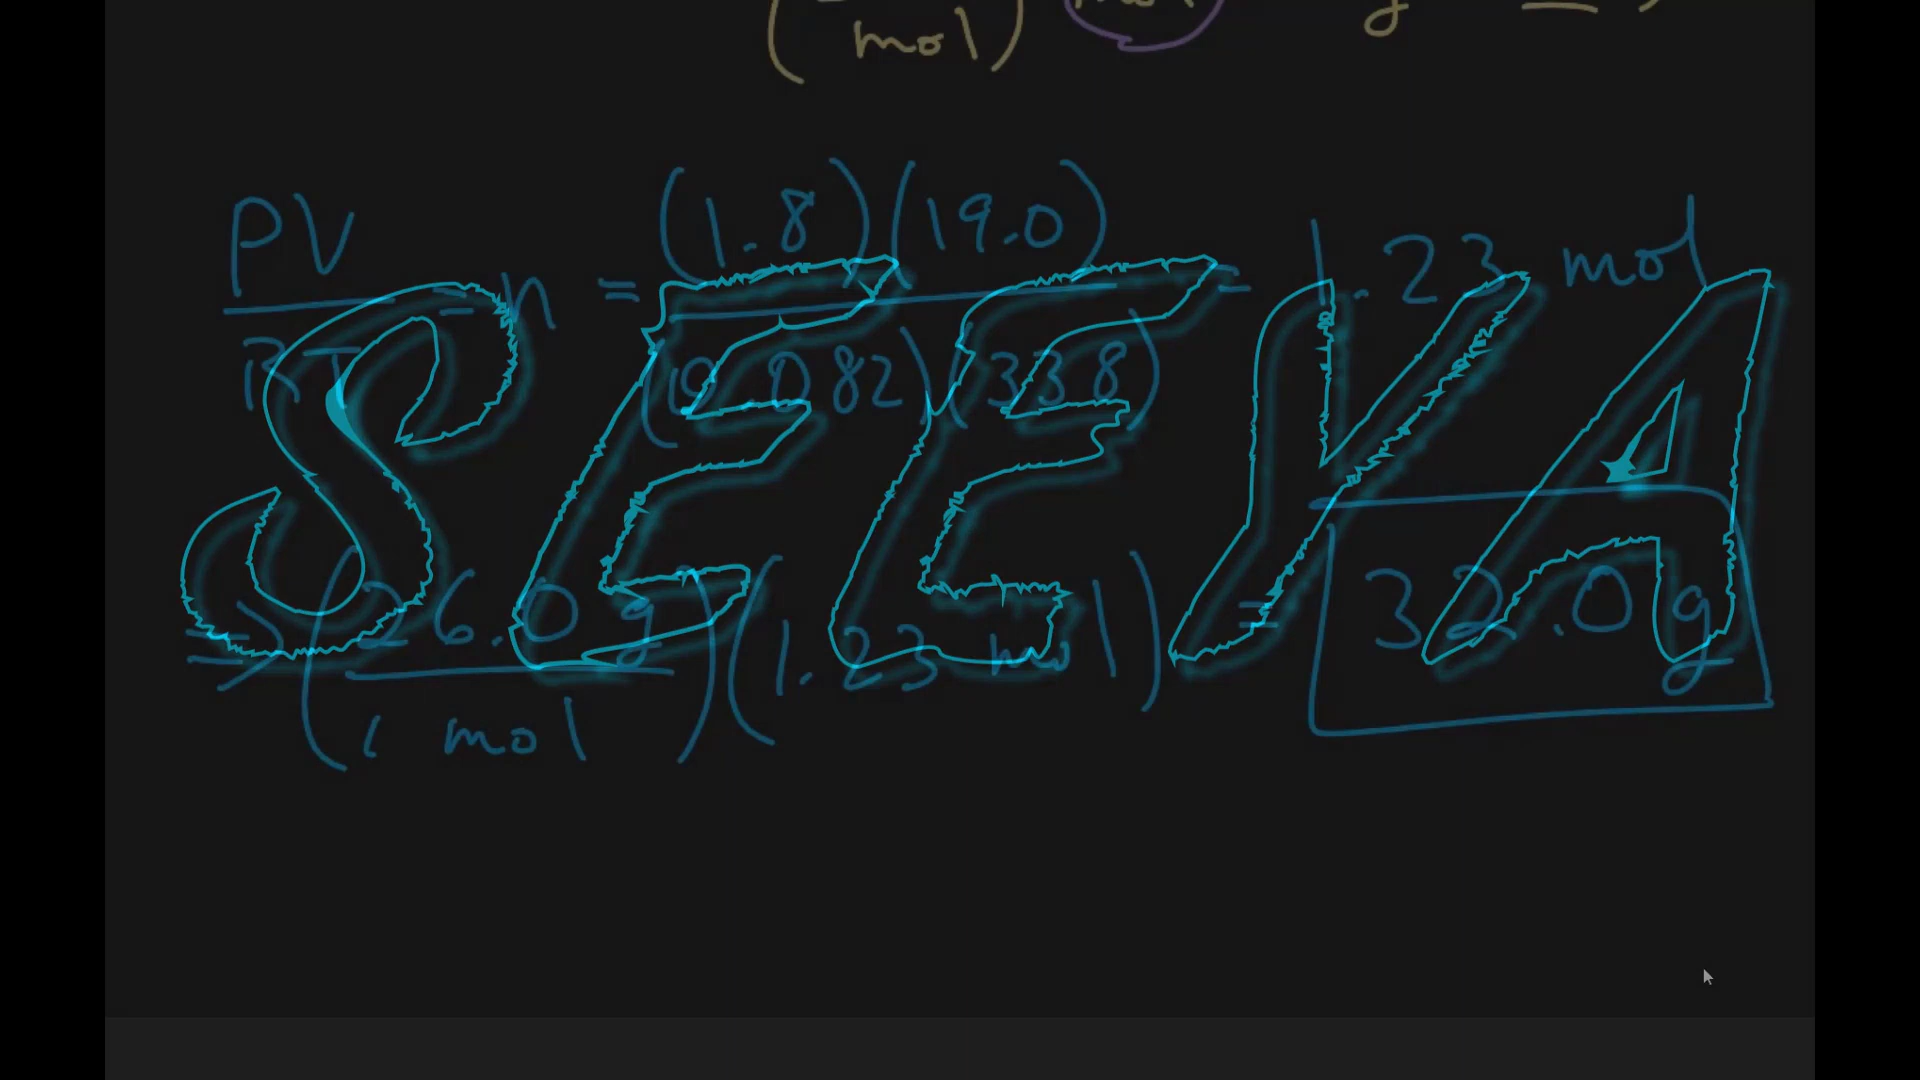 (mol)
PV/RT = n = (1.8)(19.0)/(0.082)(338) = 1.23 mol
SEEYA
=> (26.0 g/1 mol)(1.23 mol) = 32.0 g